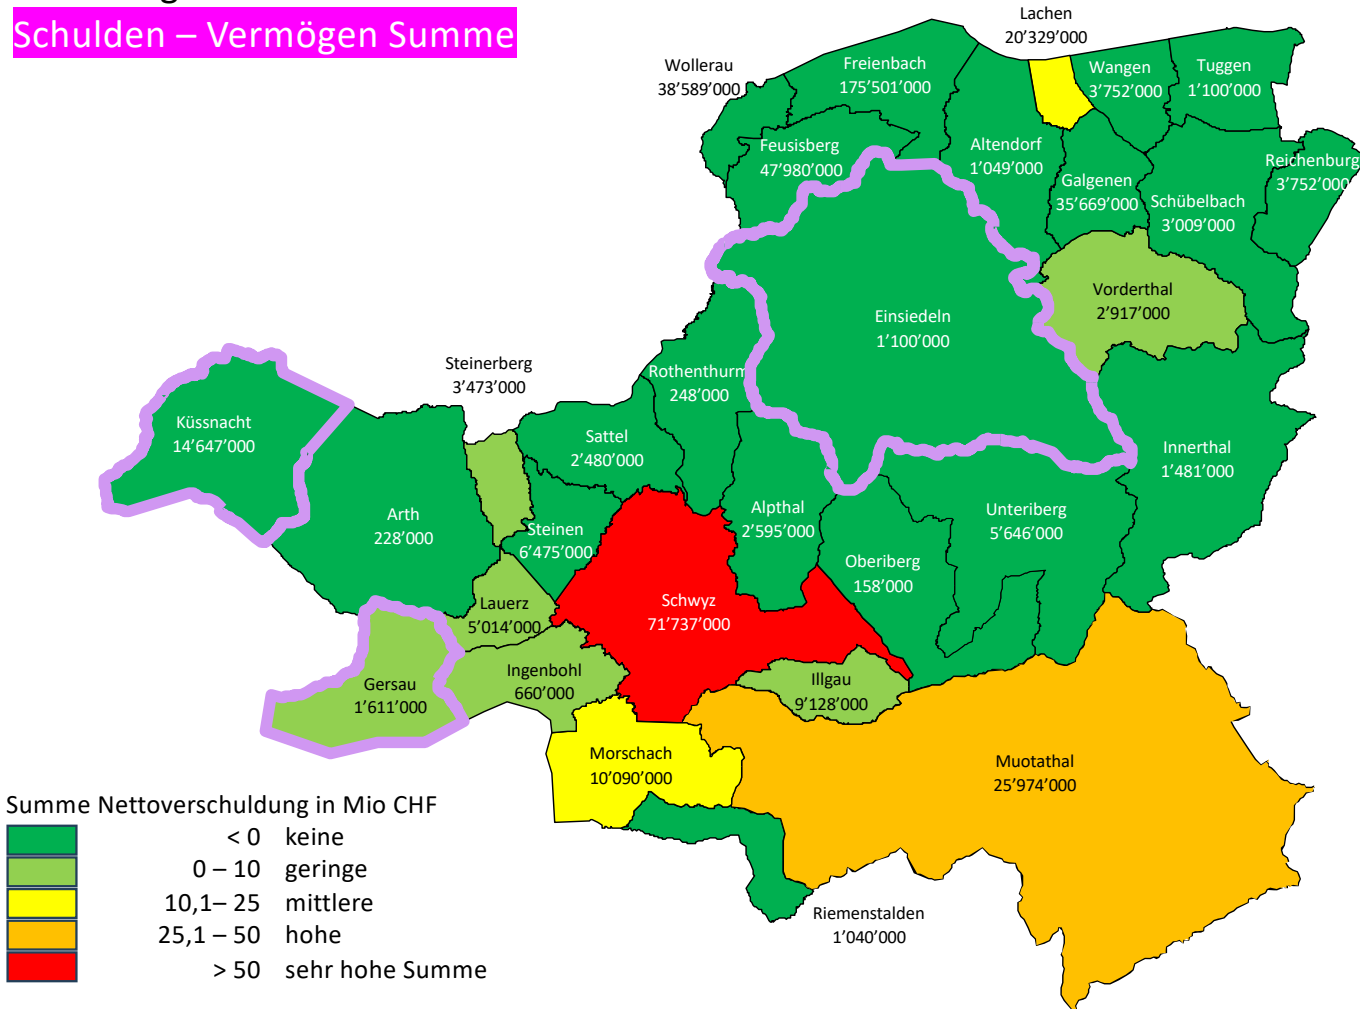 Schulden – Vermögen Summe
Lachen
20’329’000
Wollerau
38’589’000
Freienbach
175’501’000
Wangen
3’752’000
Tuggen
1’100’000
Feusisberg
47’980’000
Altendorf
1’049’000
Galgenen
35’669’000
Schübelbach
3’009’000
Reichenburg
3’752’000
Vorderthal
2’917’000
Einsiedeln
1’100’000
Steinerberg
3’473’000
Rothenthurm
248’000
Küssnacht
14’647’000
Sattel
2’480’000
Innerthal
1’481’000
Arth
228’000
Steinen
6’475’000
Alpthal
2’595’000
Unteriberg
5’646’000
Oberiberg
158’000
Lauerz
5’014’000
Schwyz
71’737’000
Ingenbohl
660’000
Illgau
9’128’000
Gersau
1’611’000
Morschach
10’090’000
Muotathal
25’974’000
Riemenstalden
1’040’000
Summe Nettoverschuldung in Mio CHF
< 0 keine
0 – 10 geringe
10,1– 25 mittlere
25,1 – 50 hohe
> 50 sehr hohe Summe